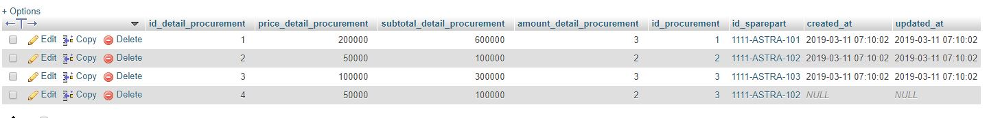 + Options
id_detail_procurement price_detail_procurement subtotal_detail_procurement amount_detail_procurement id_procurement id_sparepart created_at updated_at
Edit Copy Delete 1 200000 600000 3 1 1111-ASTRA-101 2019-03-11 07:10:02 2019-03-11 07:10:02
Edit Copy Delete 2 50000 100000 2 2 1111-ASTRA-102 2019-03-11 07:10:02 2019-03-11 07:10:02
Edit Copy Delete 3 100000 300000 3 3 1111-ASTRA-103 2019-03-11 07:10:02 2019-03-11 07:10:02
Edit Copy Delete 4 50000 100000 2 3 1111-ASTRA-102 NULL NULL